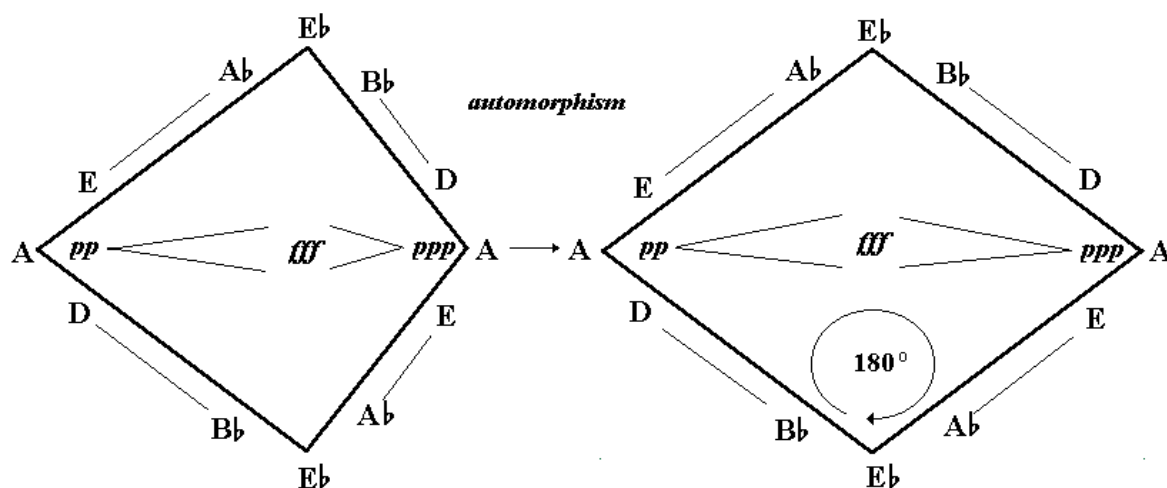 E♭ E♭
A♭ B♭ A♭ B♭
automorphism
E D E D
A pp fff ppp A A pp fff ppp A
D E D E
180°
B♭ A♭ B♭ A♭
E♭ E♭